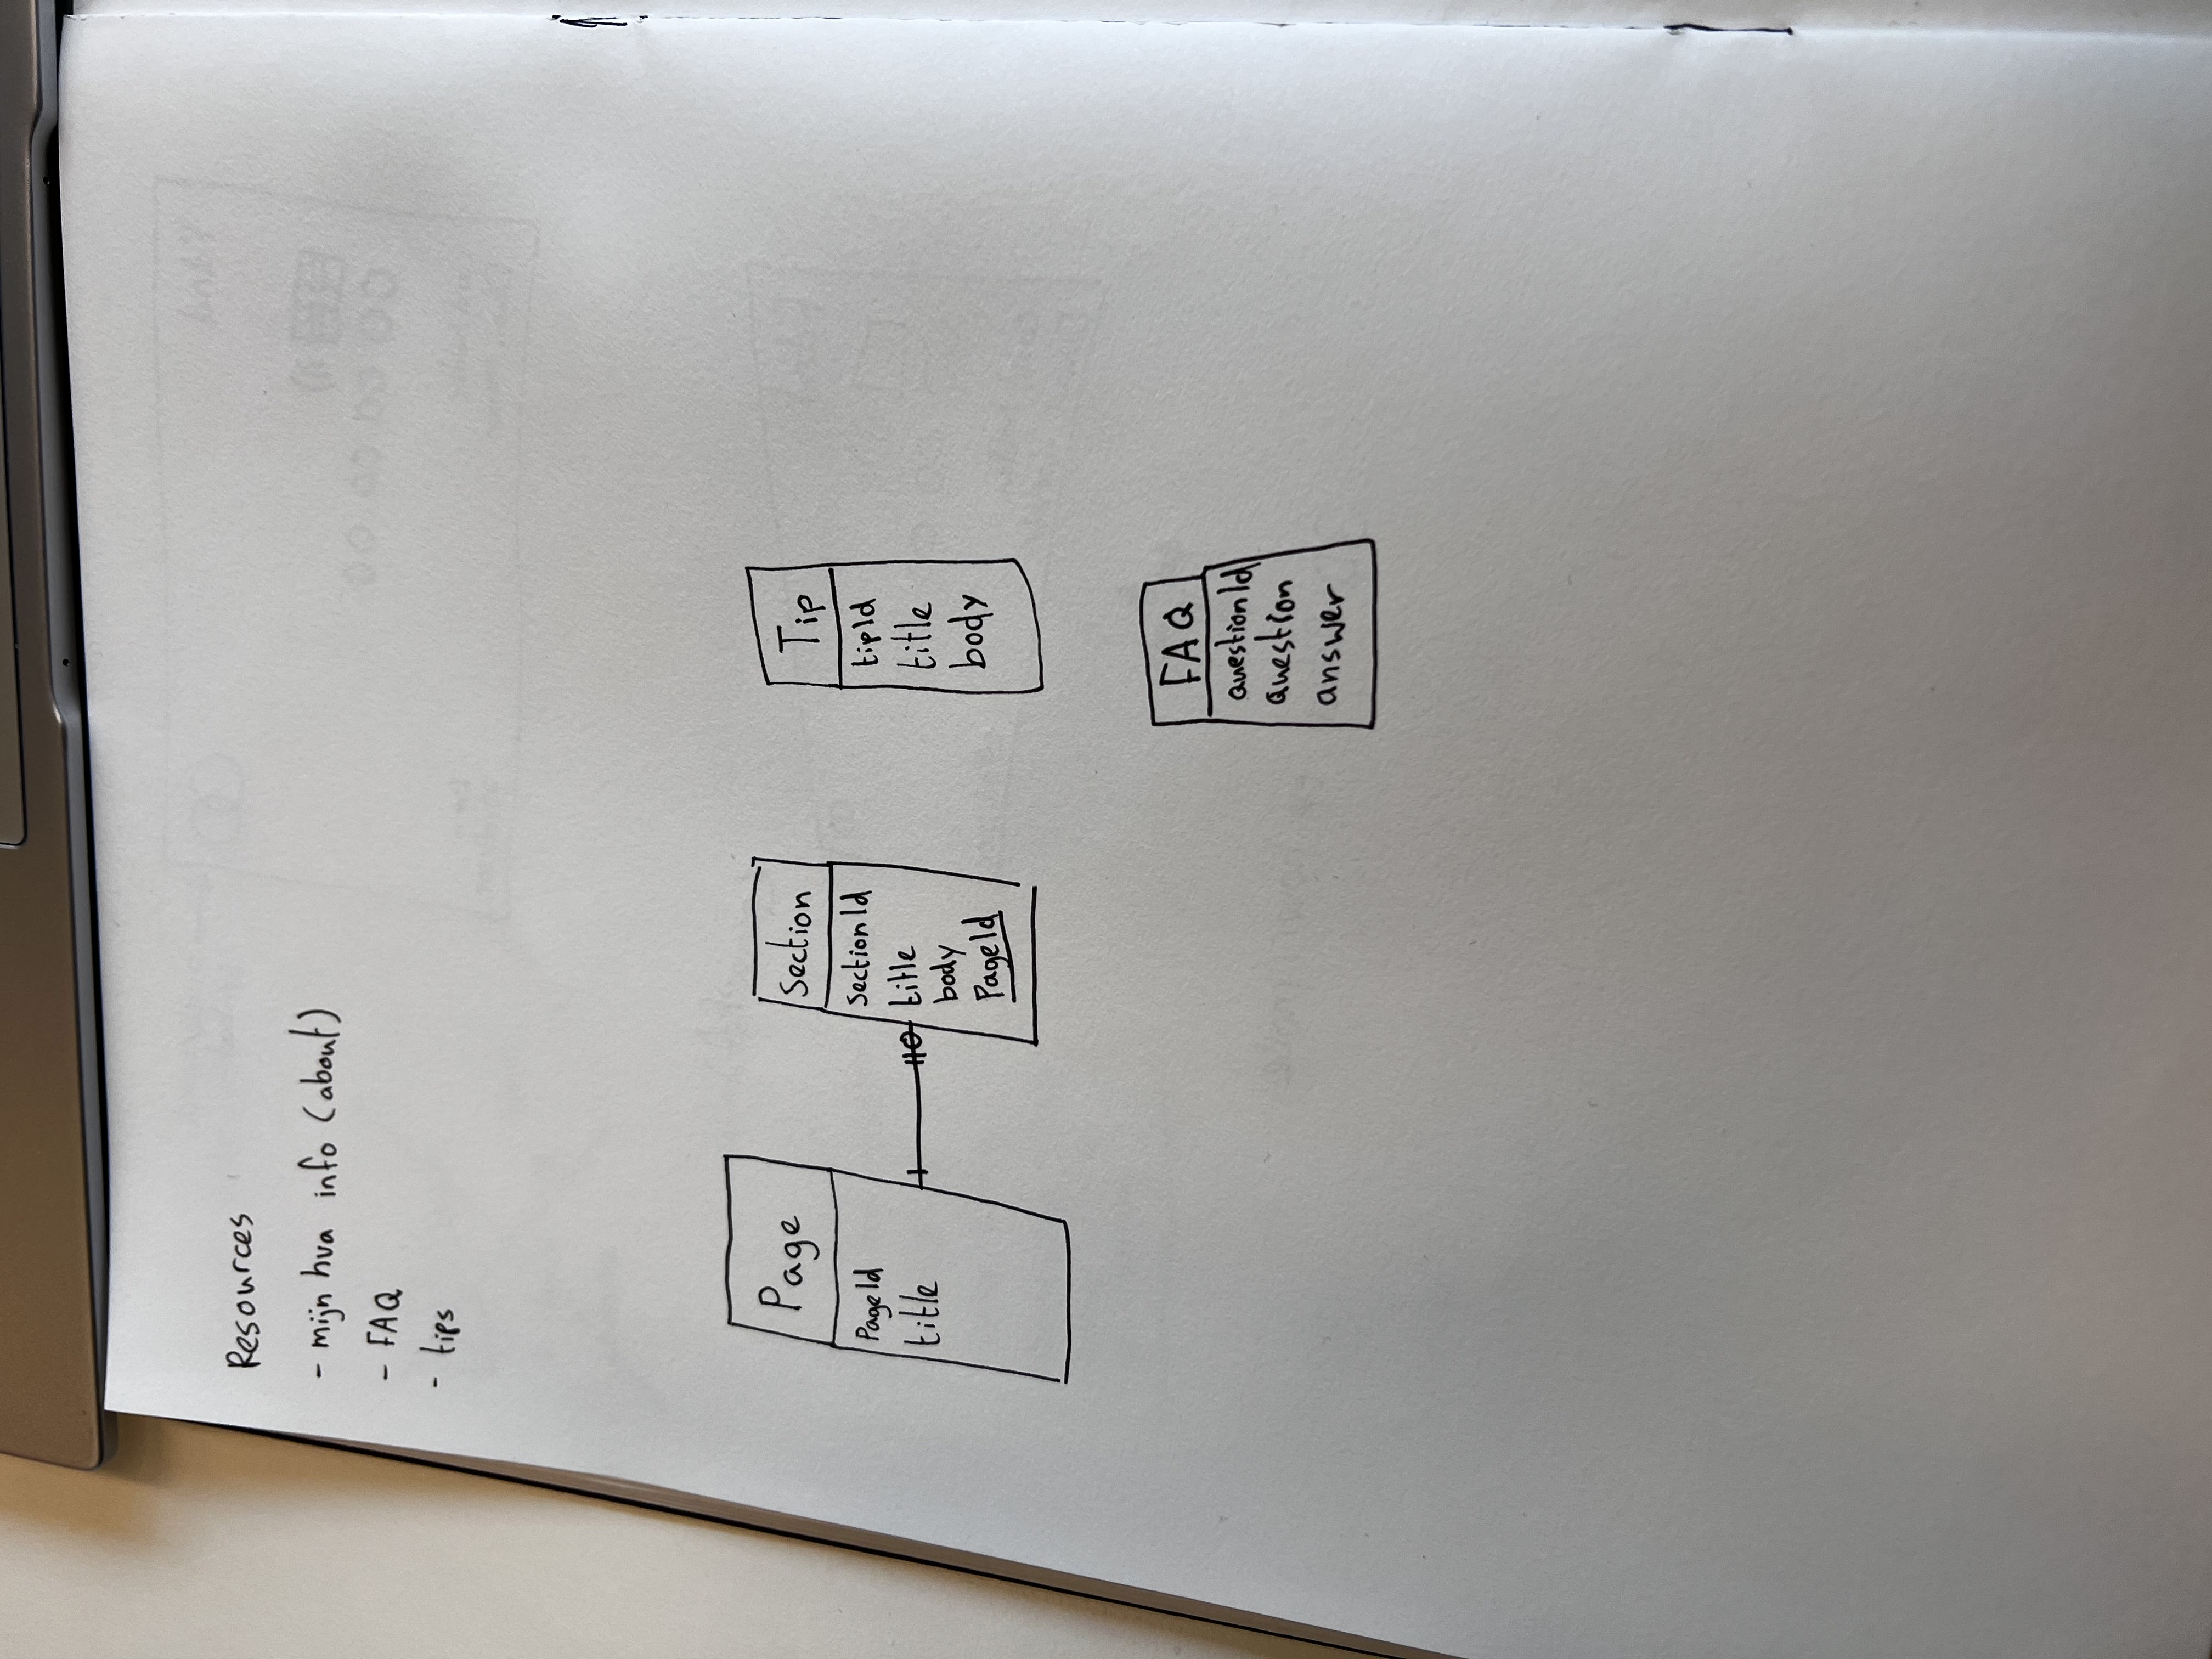 Resources
- mijn hva info (about)
- FAQ
- tips
Page
PageId
title
Section
SectionId
title
body
PageId
Tip
tipId
title
body
FAQ
questionId
question
answer